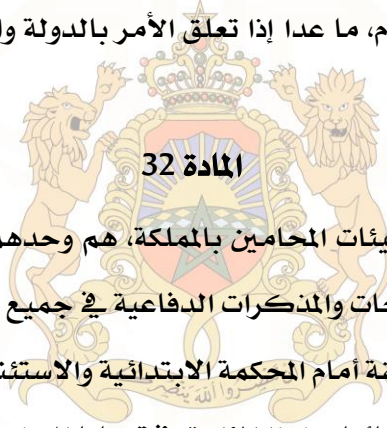 م، ما عدا إذا تعلق الأمر بالدولة وا
المادة 32
يئات المحامين بالمملكة، هم وحدهم
حات والمذكرات الدفاعية في جميع
ة أمام المحكمة الابتدائية والاستئن